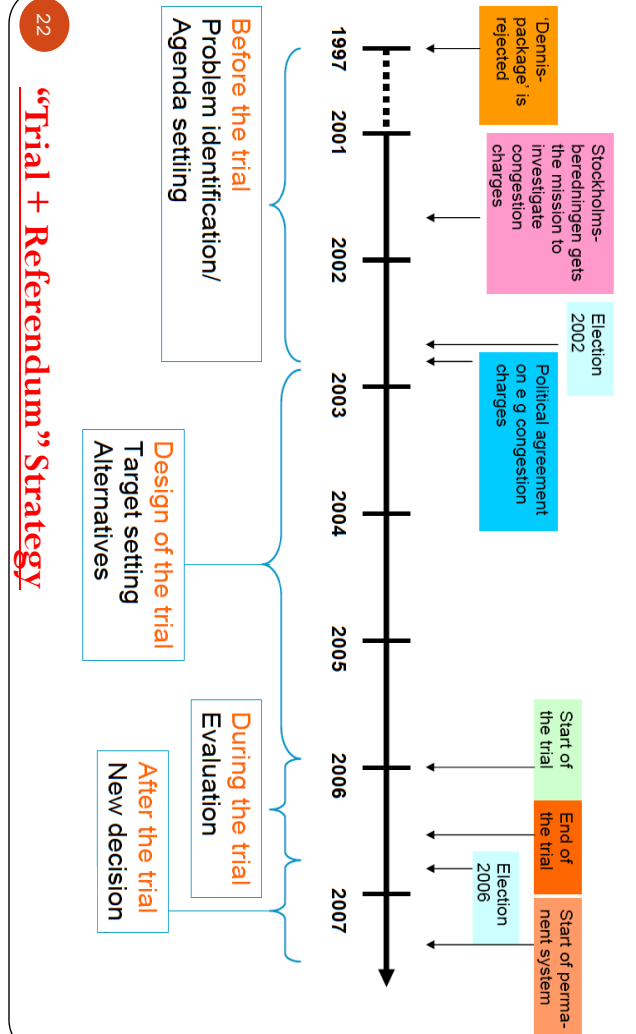 ‘Dennis-
package’ is
rejected
Stockholms-
beredningen gets
the mission to
investigate
congestion
charges
Election
2002
Political agreement
on e g congestion
charges
Start of
the trial
End of
the trial
Election
2006
Start of perma-
nent system
1997
2001
2002
2003
2004
2005
2006
2007
Before the trial
Problem identification/
Agenda settiing
Design of the trial
Target setting
Alternatives
During the trial
Evaluation
After the trial
New decision
22
“Trial + Referendum” Strategy